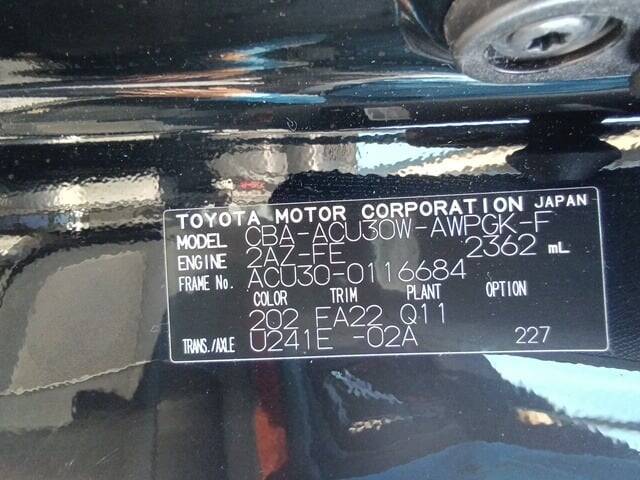 TOYOTA MOTOR CORPORATION JAPAN
MODEL CBA-ACU30W-AWPGK-F
ENGINE 2AZ-FE 2362 mL
FRAME No. ACU30-0116684
COLOR TRIM PLANT OPTION
202 FA22 Q11
TRANS./AXLE U241E -02A 227